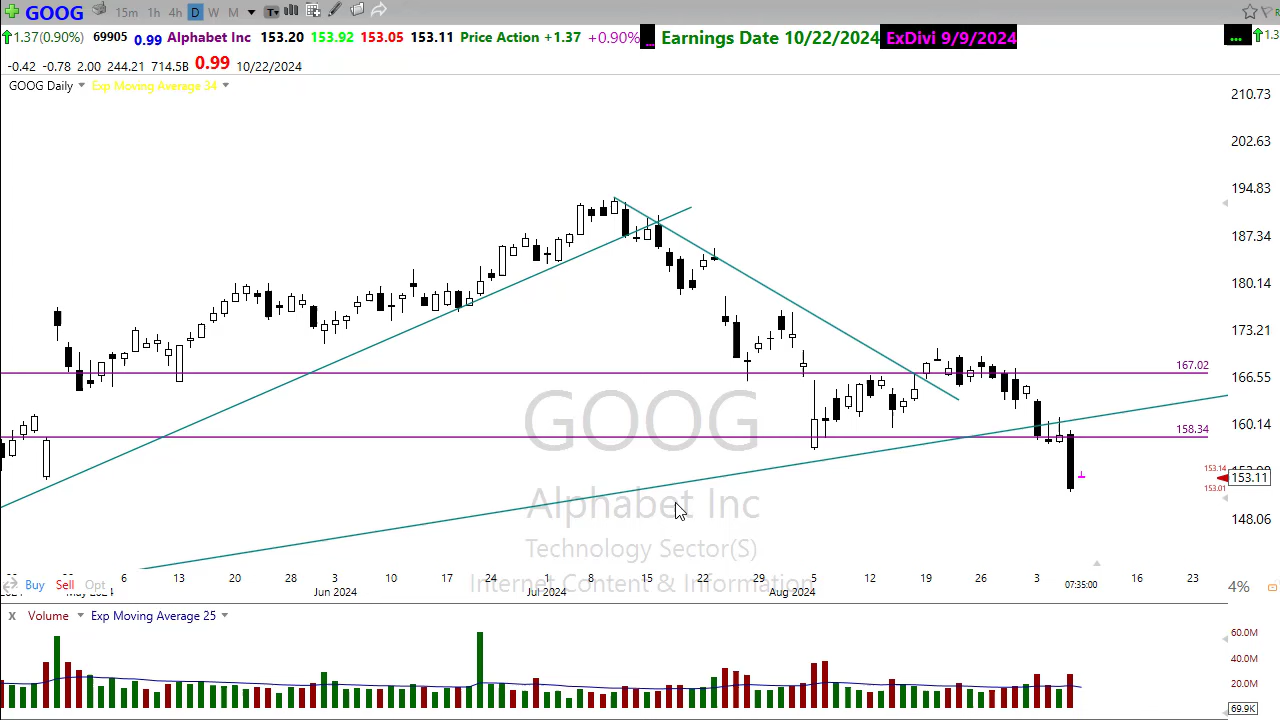 GOOG 15m 1h 4h D W M T
1.37(0.90%) 69905 0.99 Alphabet Inc 153.20 153.92 153.05 153.11 Price Action +1.37 +0.90% ... Earnings Date 10/22/2024 ExDivi 9/9/2024 ... 1.3
-0.42 -0.78 2.00 244.21 714.5B 0.99 10/22/2024
GOOG Daily Exp Moving Average 34
210.73
202.63
194.83
187.34
180.14
173.21
167.02
166.55
160.14
158.34
153.14
153.11
153.01
148.06
GOOG
Alphabet Inc
Technology Sector(S)
Internet Content & Information
6 13 20 28 3 10 17 24 1 8 15 22 29 5 12 19 26 3 07:35:00 16 23
Buy Sell Opt 4%
Jun 2024 Jul 2024 Aug 2024
X Volume Exp Moving Average 25
60.0M
40.0M
20.0M
69.9K